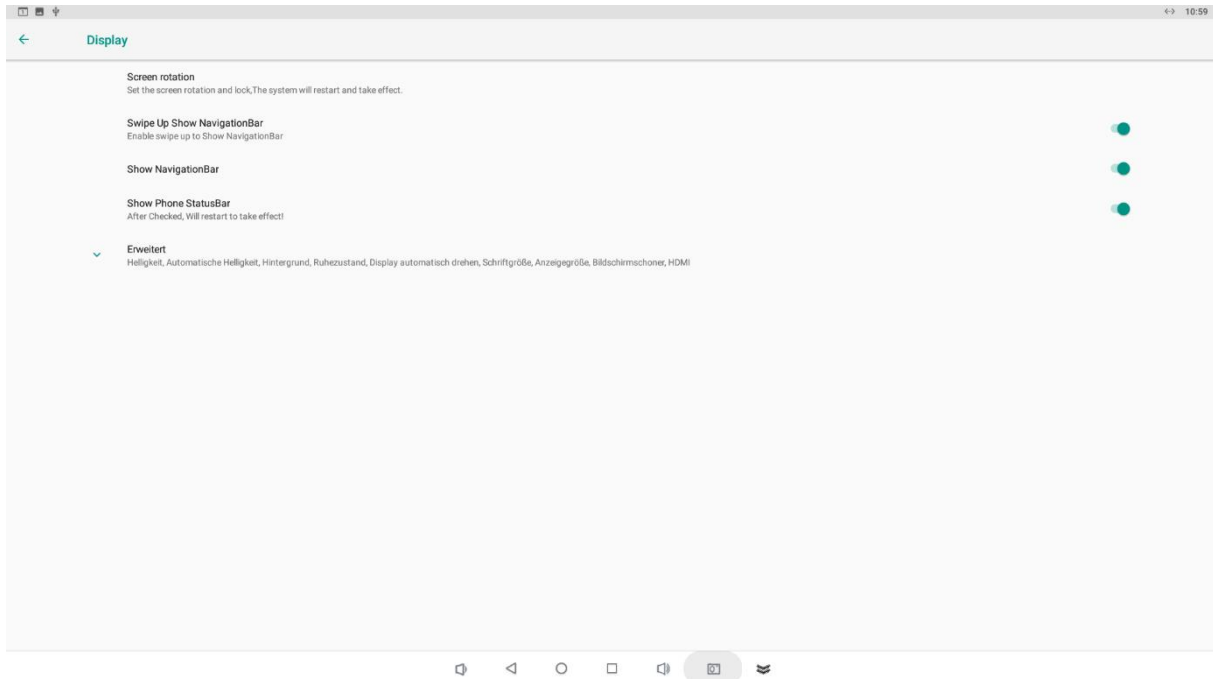 10:59
Display
Screen rotation
Set the screen rotation and lock,The system will restart and take effect.
Swipe Up Show NavigationBar
Enable swipe up to Show NavigationBar
Show NavigationBar
Show Phone StatusBar
After Checked, Will restart to take effect!
Erweitert
Helligkeit, Automatische Helligkeit, Hintergrund, Ruhezustand, Display automatisch drehen, Schriftgröße, Anzeigegröße, Bildschirmschoner, HDMI